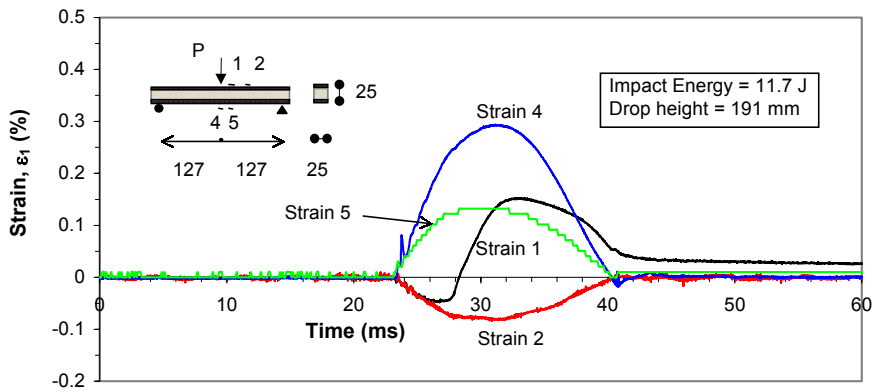 0.5
0.4
0.3
0.2
0.1
0
-0.1
-0.2
Strain, ε1 (%)
P
1 2
25
4 5
127 127 25
Impact Energy = 11.7 J
Drop height = 191 mm
Strain 4
Strain 5
Strain 1
Strain 2
0 10 20 30 40 50 60
Time (ms)